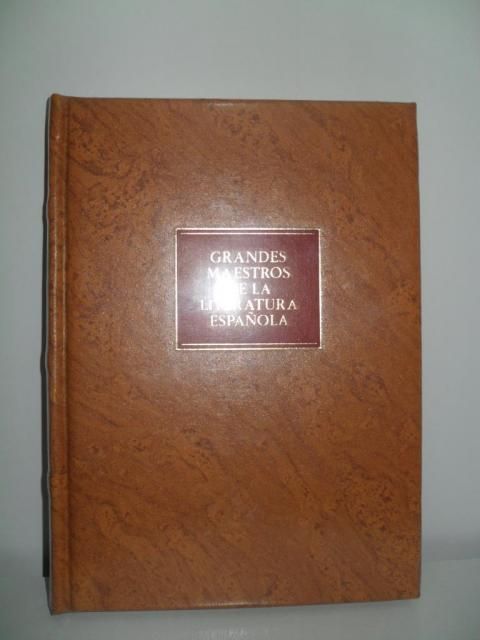 GRANDES
MAESTROS
DE LA
LITERATURA
ESPAÑOLA